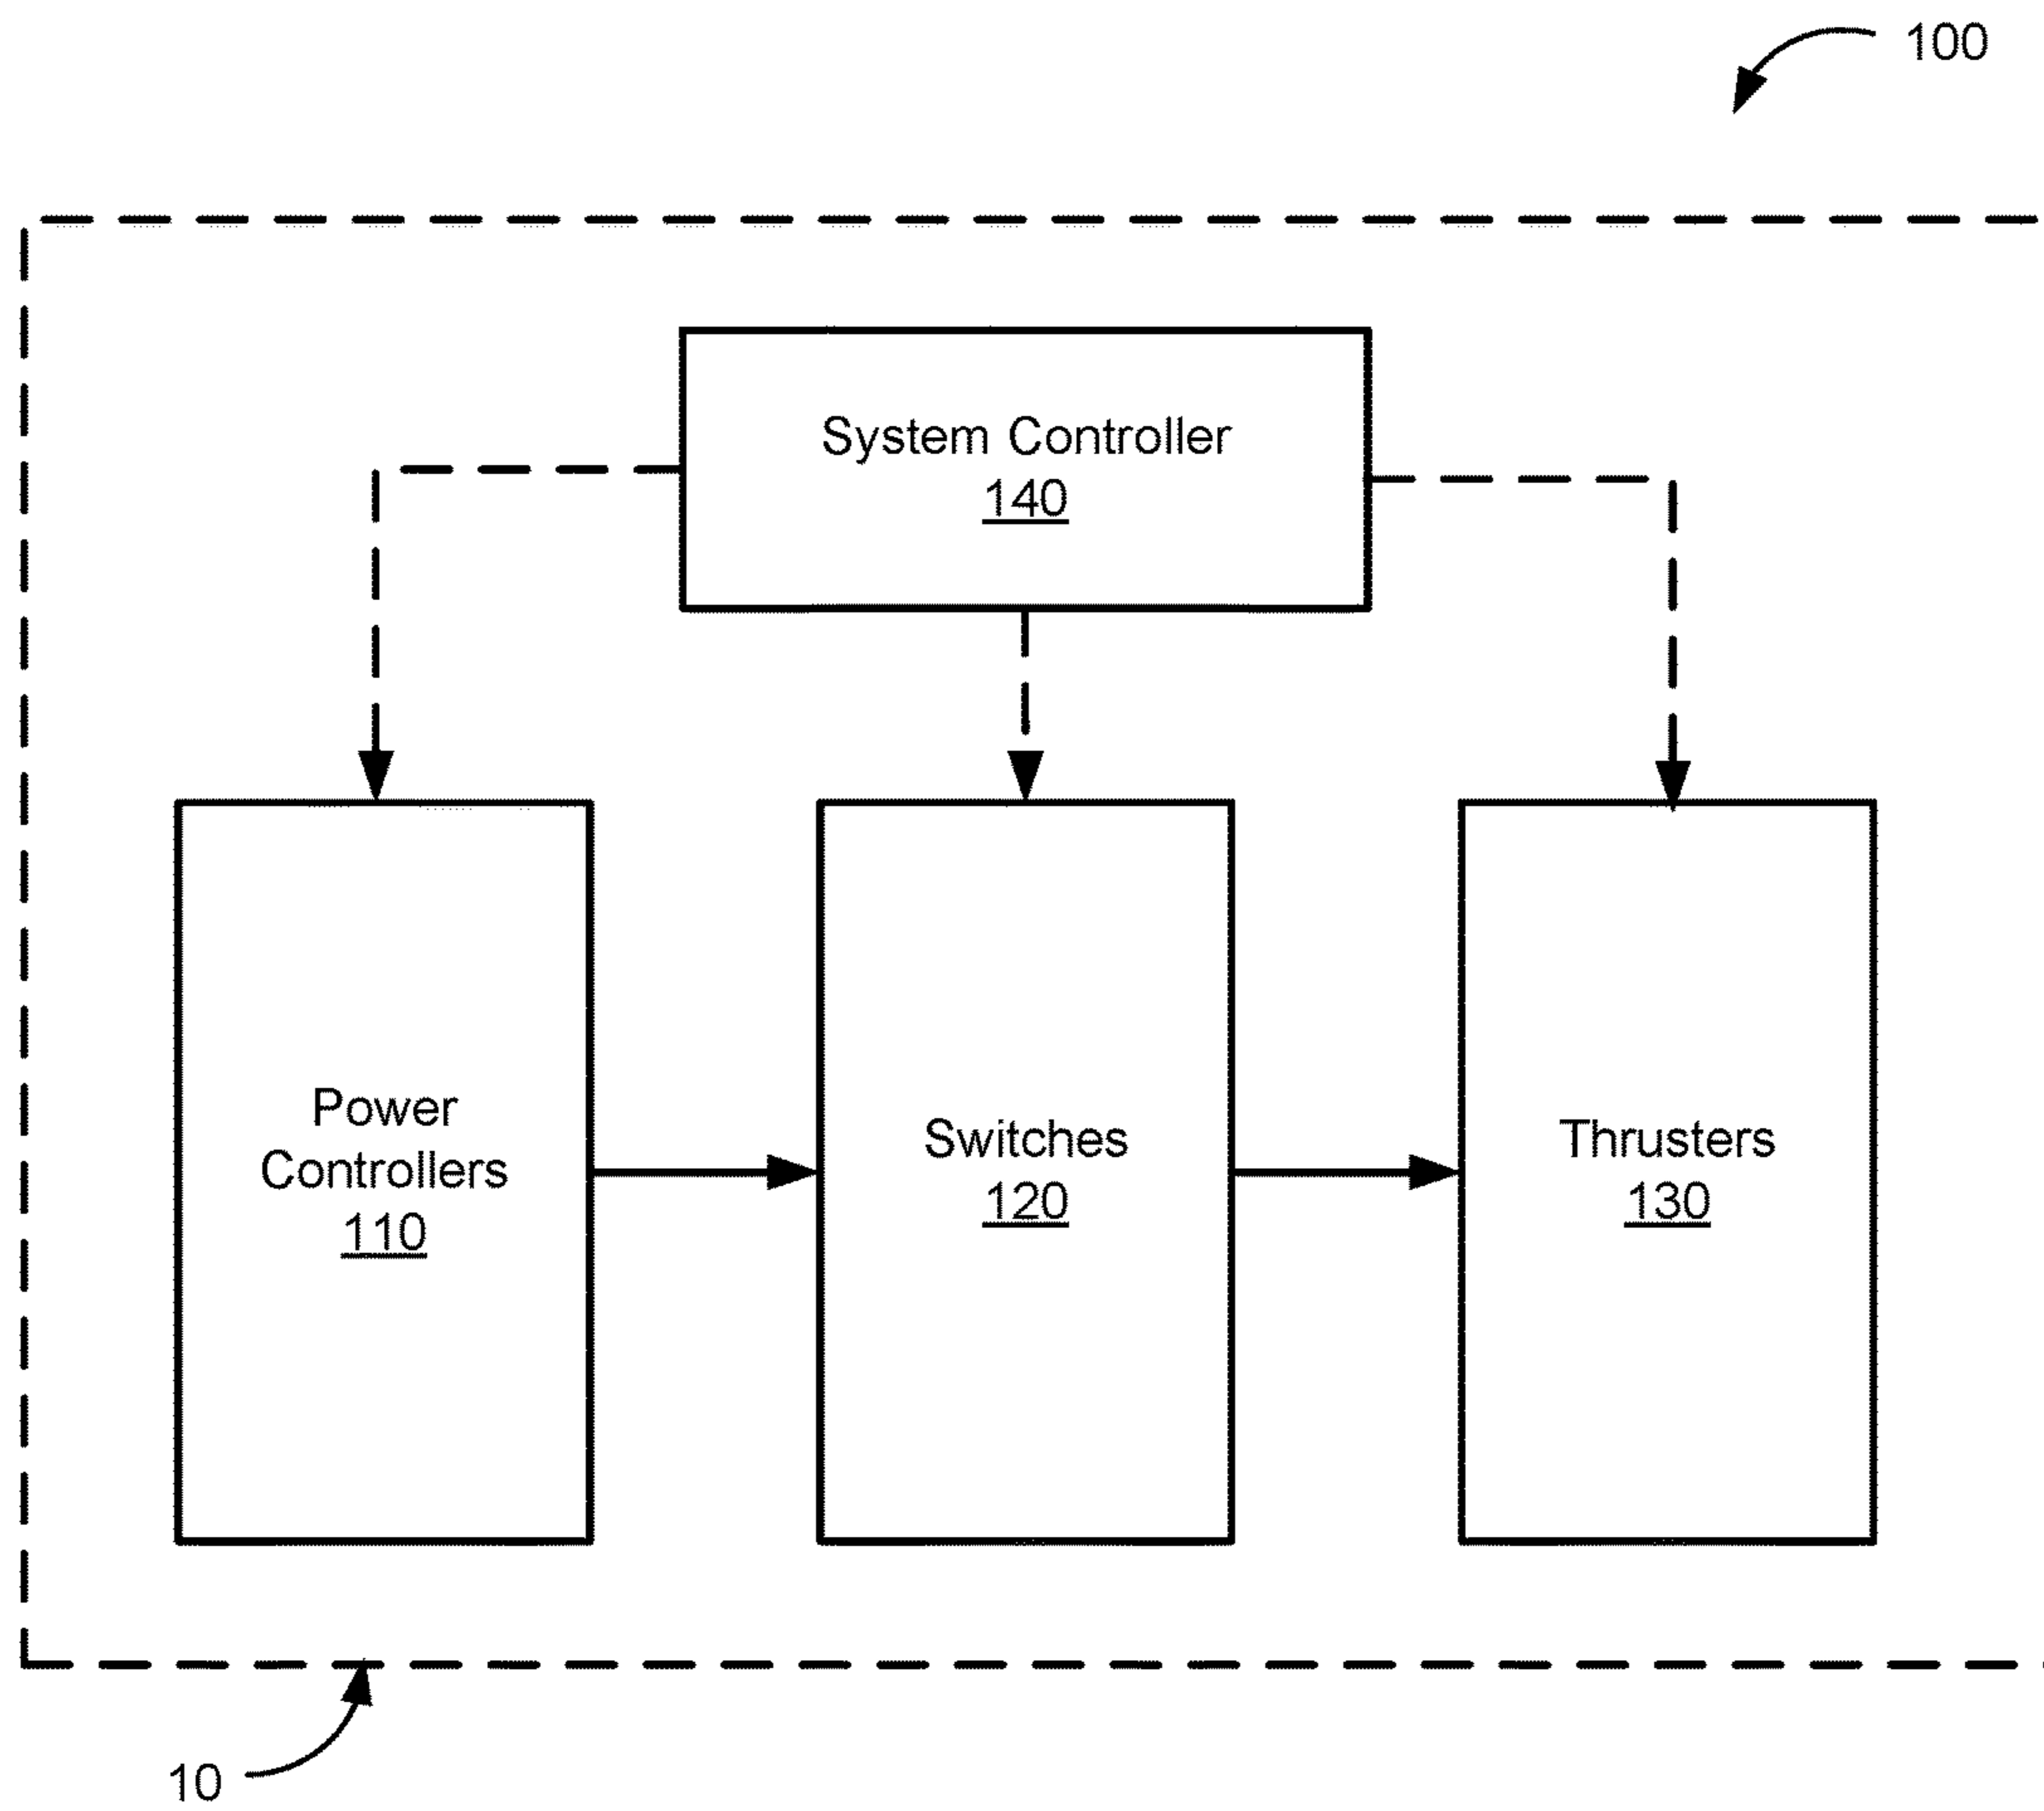 100
System Controller
140
Power
Controllers
110
Switches
120
Thrusters
130
10